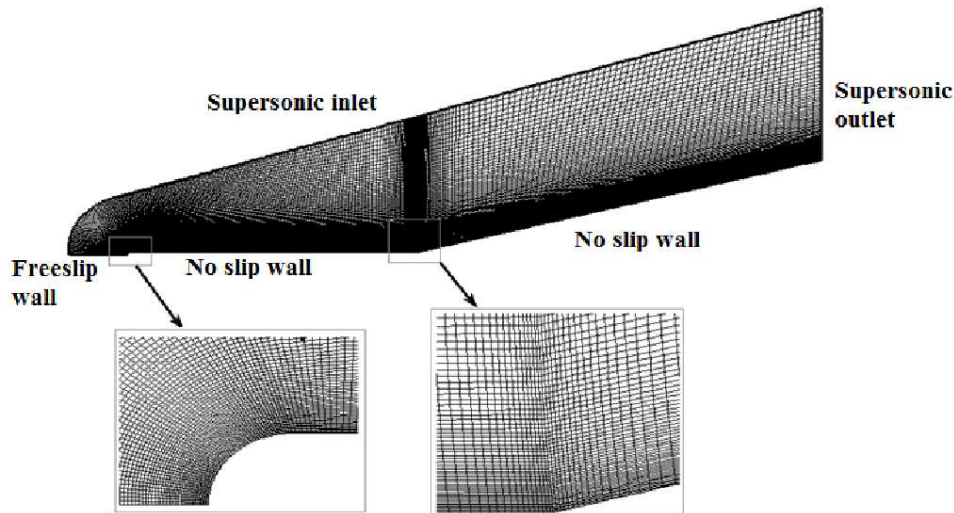 Supersonic inlet
Supersonic
outlet
No slip wall
No slip wall
Freeslip
wall